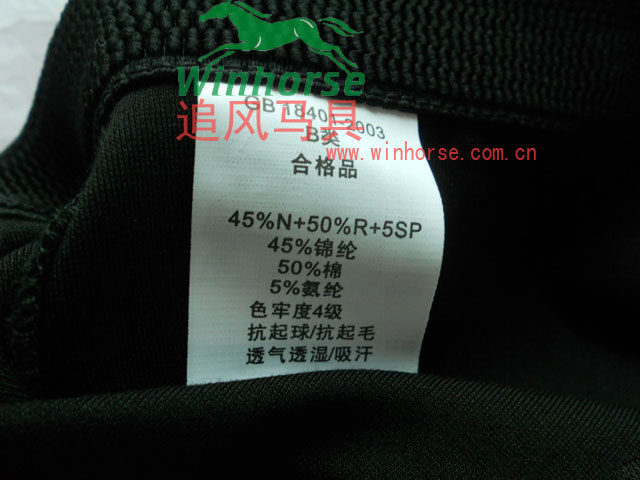 Winhorse
追风马具
www.winhorse.com.cn
GB 18401-2003
B类
合格品
45%N+50%R+5SP
45%锦纶
50%棉
5%氨纶
色牢度4级
抗起球/抗起毛
透气透湿/吸汗